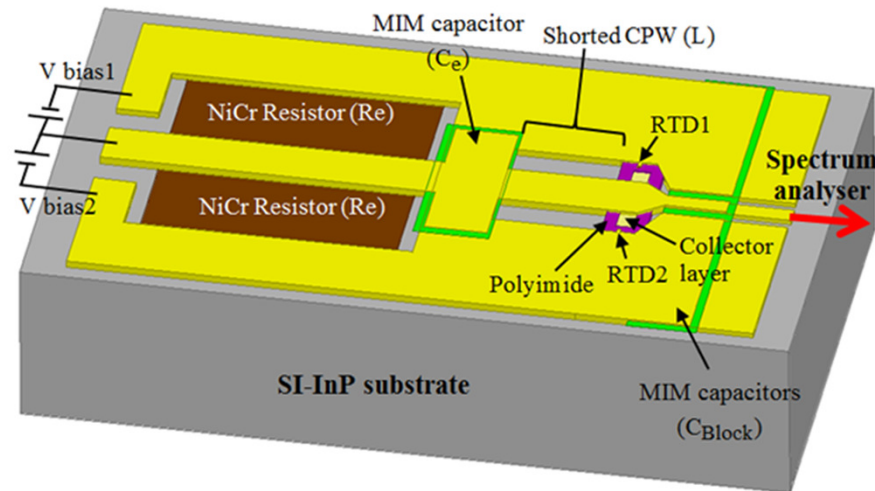 MIM capacitor
(Ce)
Shorted CPW (L)
V bias1
NiCr Resistor (Re)
RTD1
Spectrum
analyser
NiCr Resistor (Re)
V bias2
Collector
layer
Polyimide
RTD2
SI-InP substrate
MIM capacitors
(CBlock)